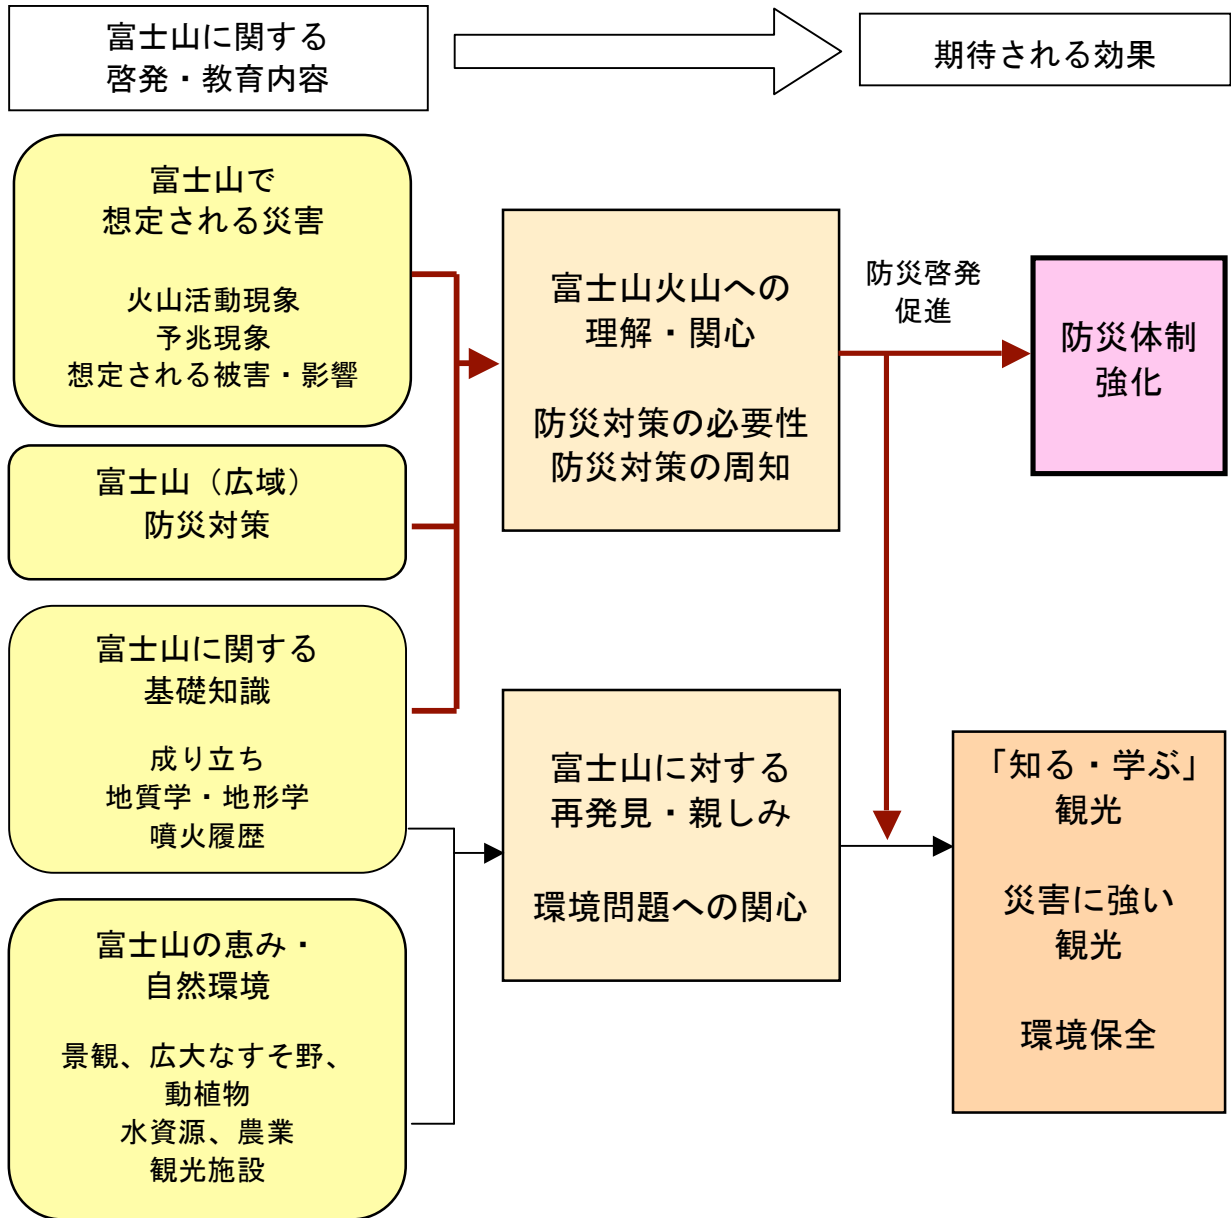 富士山に関する
啓発・教育内容
期待される効果
富士山で
想定される災害
火山活動現象
予兆現象
想定される被害・影響
富士山（広域）
防災対策
富士山に関する
基礎知識
成り立ち
地質学・地形学
噴火履歴
富士山の恵み・
自然環境
景観、広大なすそ野、
動植物
水資源、農業
観光施設
富士山火山への
理解・関心
防災対策の必要性
防災対策の周知
富士山に対する
再発見・親しみ
環境問題への関心
防災啓発
促進
防災体制
強化
「知る・学ぶ」
観光
災害に強い
観光
環境保全